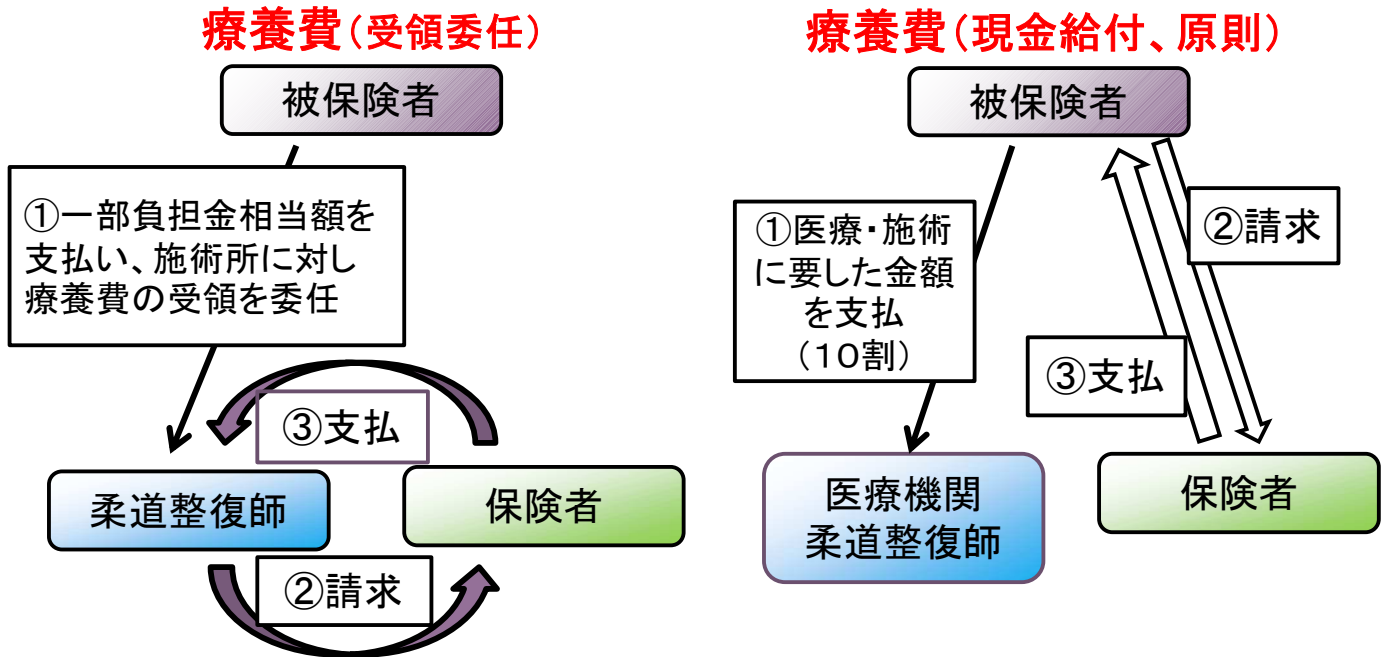 療養費(受領委任)
被保険者
①一部負担金相当額を
支払い、施術所に対し
療養費の受領を委任
③支払
柔道整復師
保険者
②請求
療養費(現金給付、原則)
被保険者
①医療・施術
に要した金額
を支払
(10割)
②請求
③支払
医療機関
柔道整復師
保険者